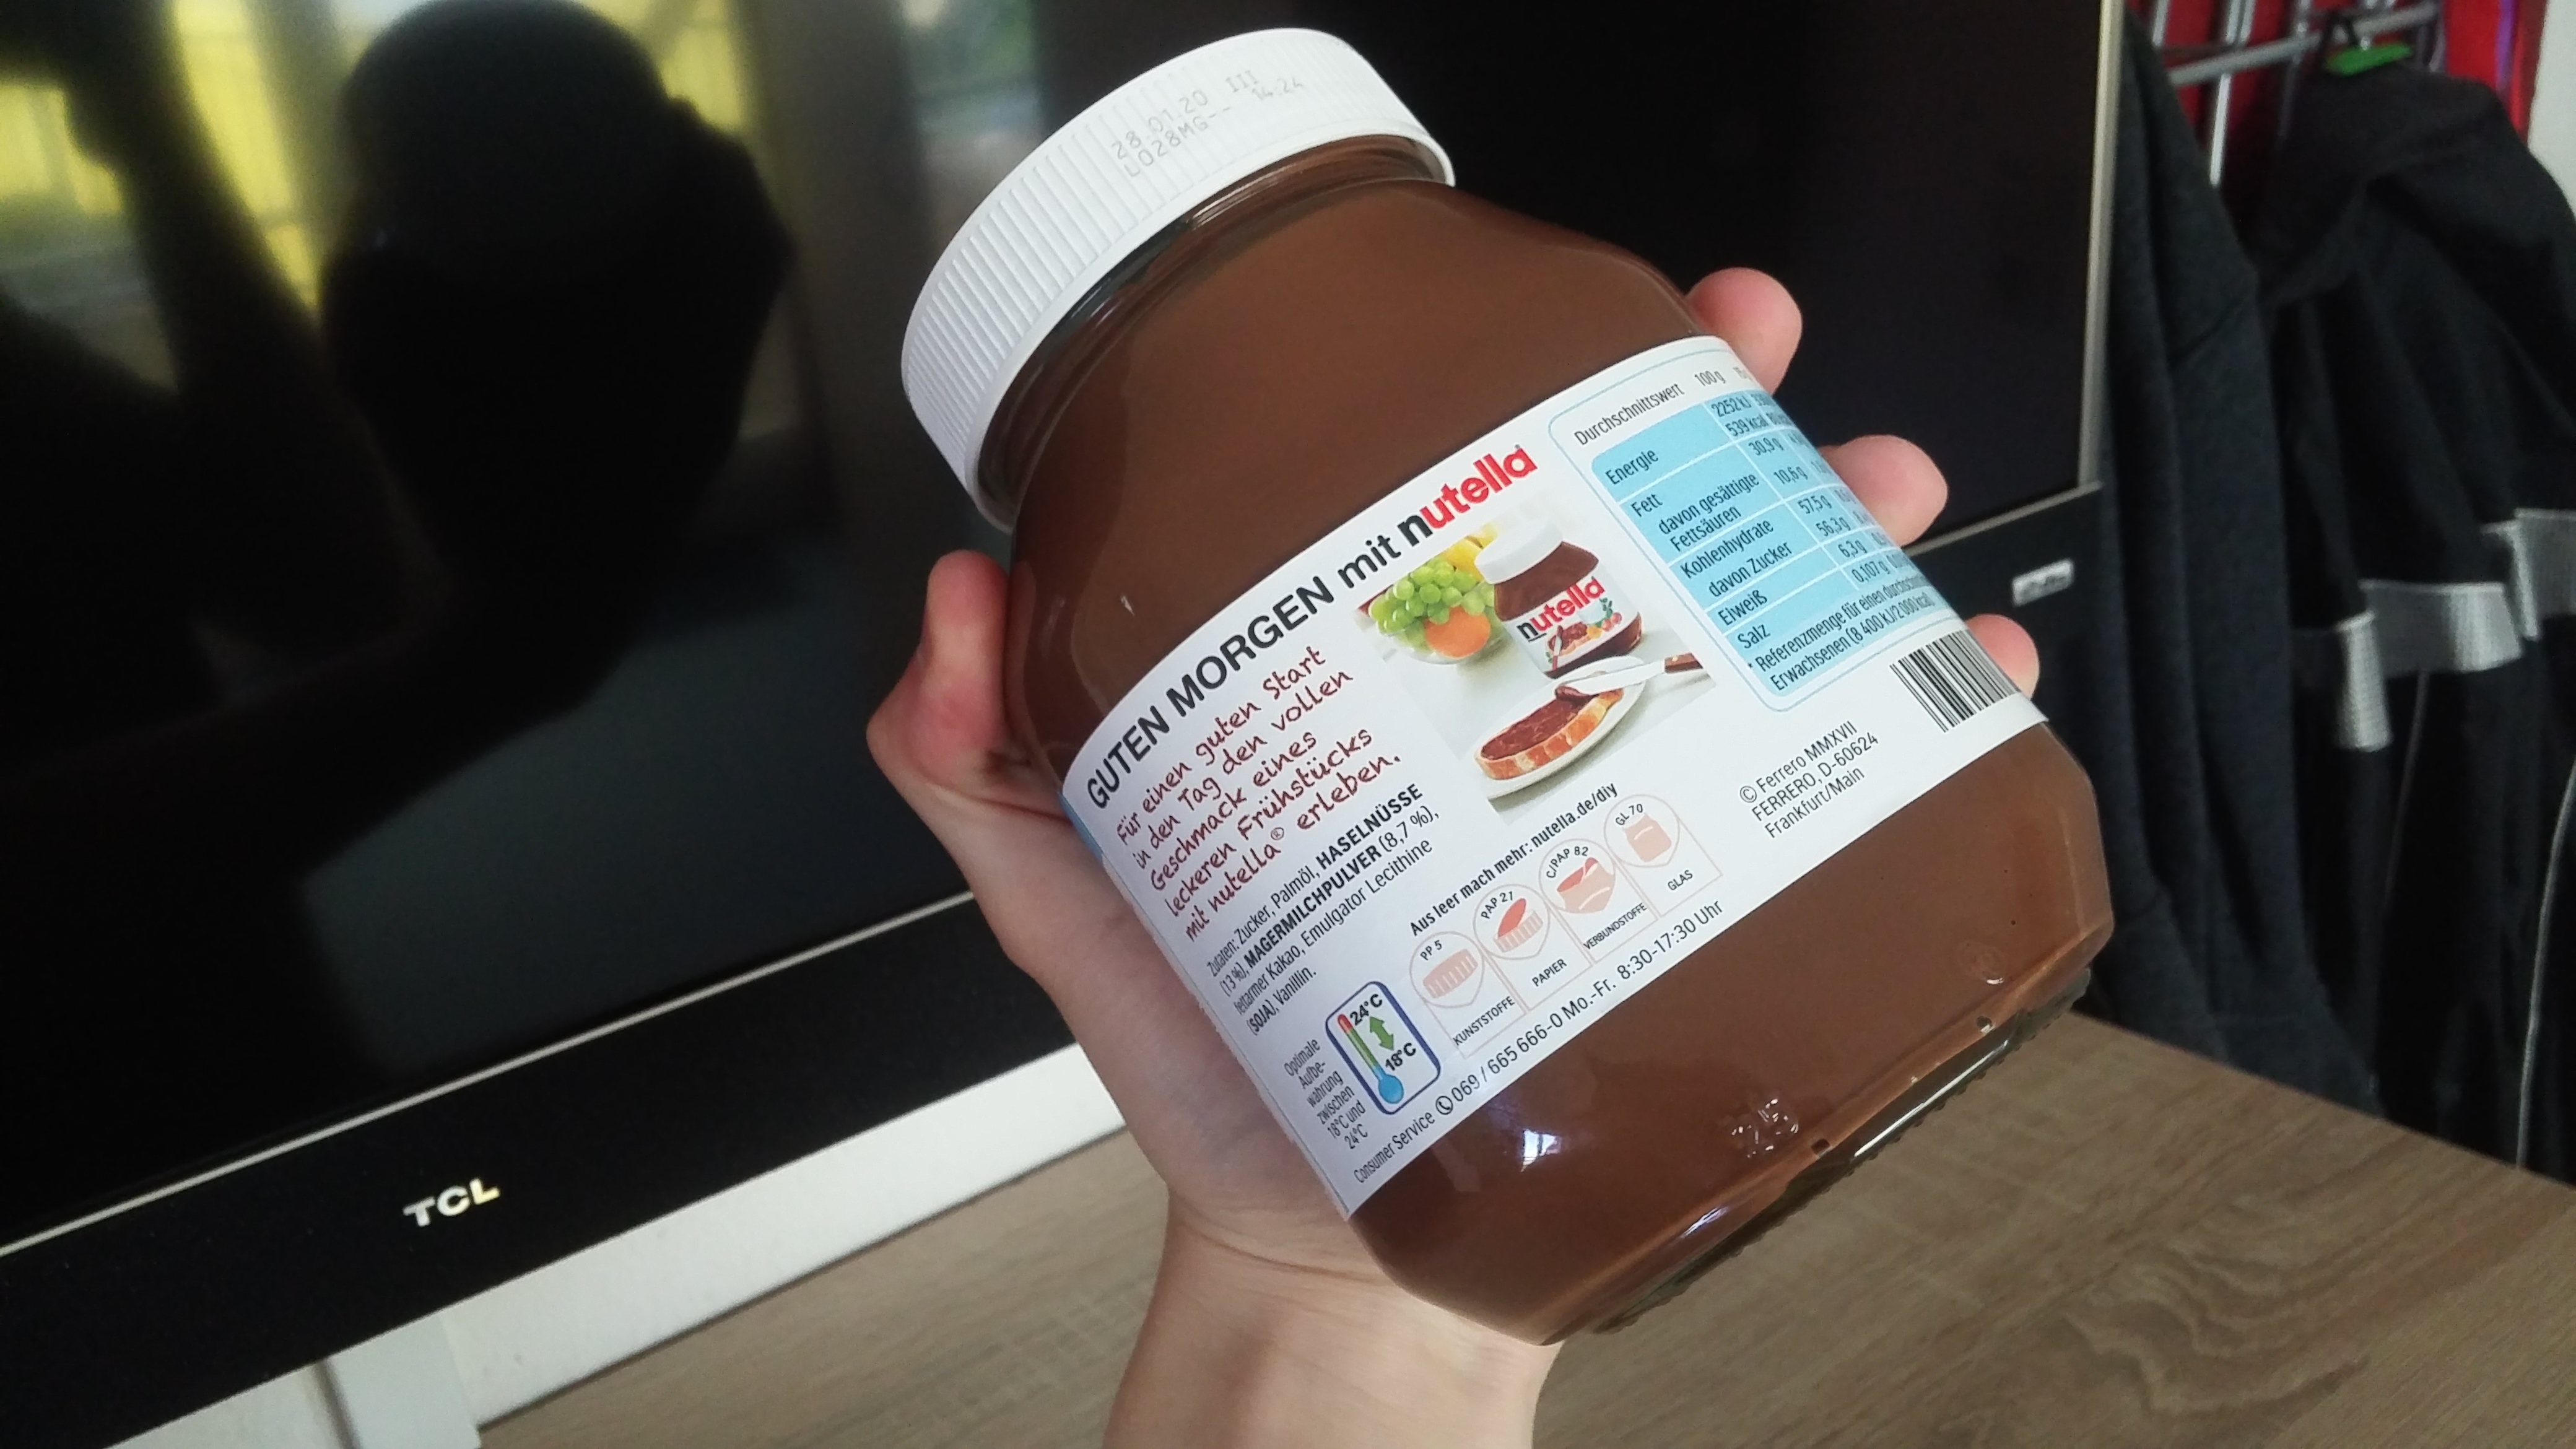 28.01.20 III
L028MG-- 14:24
GUTEN MORGEN mit nutella
Für einen guten Start
in den Tag den vollen
Geschmack eines
leckeren Frühstücks
mit nutella® erleben.
nutella
Zutaten: Zucker, Palmöl, HASELNÜSSE
(13 %), MAGERMILCHPULVER (8,7 %),
fettarmer Kakao, Emulgator Lecithine
(SOJA), Vanillin.
Optimale
Aufbe-
wahrung
zwischen
18°C und
24°C
24°C
18°C
Aus leer mach mehr: nutella.de/diy
PP 5
KUNSTSTOFFE
PAP 21
PAPIER
C/PAP 82
VERBUNDSTOFFE
GL 70
GLAS
Consumer Service 069 / 665 666-0 Mo.-Fr. 8:30-17:30 Uhr
Durchschnittswert 100 g
Energie 2252 kJ
539 kcal
Fett 30,9 g
davon gesättigte
Fettsäuren 10,6 g
Kohlenhydrate 57,5 g
davon Zucker 56,3 g
Eiweiß 6,3 g
Salz 0,107 g
* Referenzmenge für einen durchschn
Erwachsenen (8 400 kJ/2 000 kcal)
© Ferrero MMXVII
FERRERO, D-60624
Frankfurt/Main
TCL